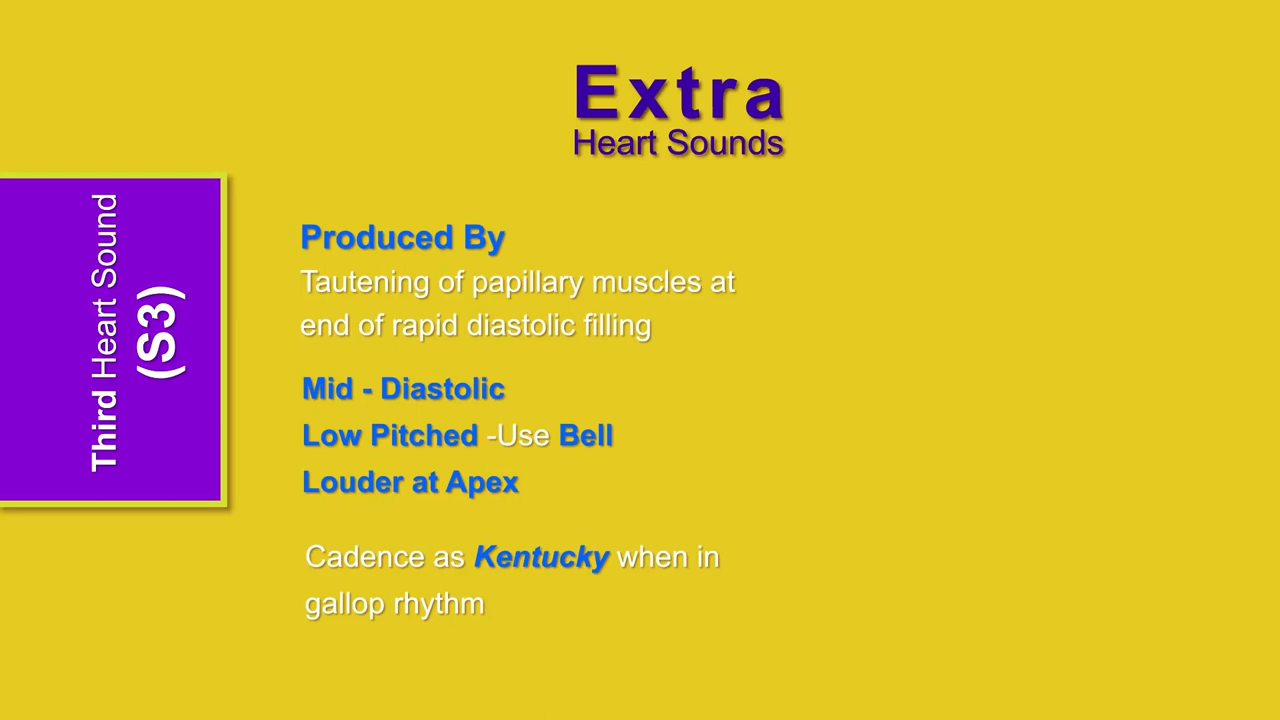 Extra
Heart Sounds
Third Heart Sound
(S3)
Produced By
Tautening of papillary muscles at
end of rapid diastolic filling
Mid - Diastolic
Low Pitched -Use Bell
Louder at Apex
Cadence as Kentucky when in
gallop rhythm